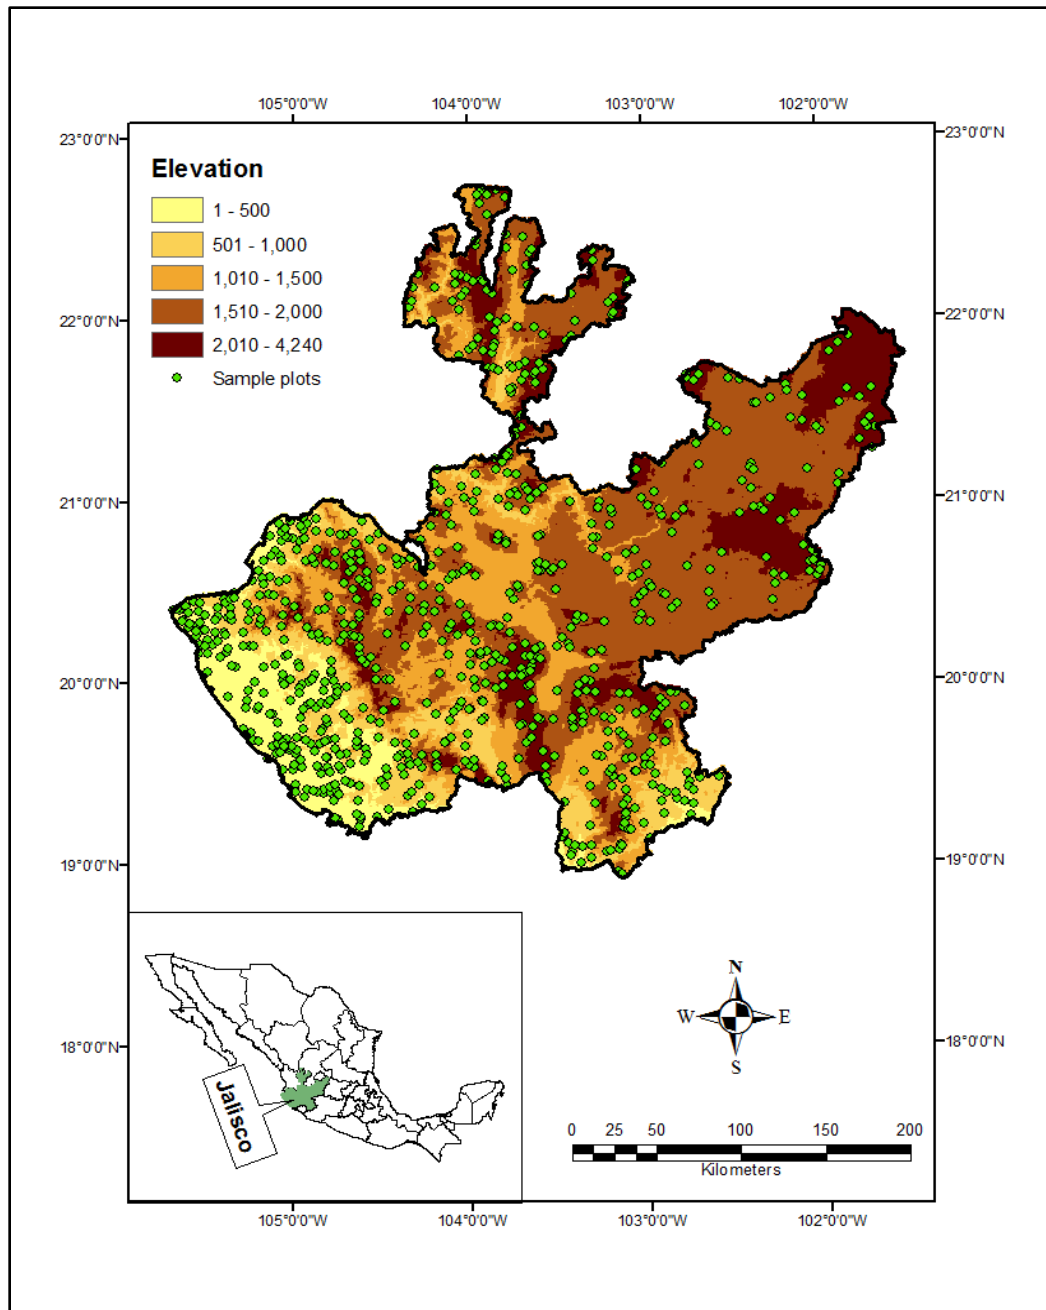 105°0'0"W 104°0'0"W 103°0'0"W 102°0'0"W
23°0'0"N 23°0'0"N
Elevation
1 - 500
501 - 1,000
1,010 - 1,500
1,510 - 2,000
2,010 - 4,240
Sample plots
22°0'0"N 22°0'0"N
21°0'0"N 21°0'0"N
20°0'0"N 20°0'0"N
19°0'0"N 19°0'0"N
18°0'0"N 18°0'0"N
Jalisco
N
W E
S
0 25 50 100 150 200
Kilometers
105°0'0"W 104°0'0"W 103°0'0"W 102°0'0"W